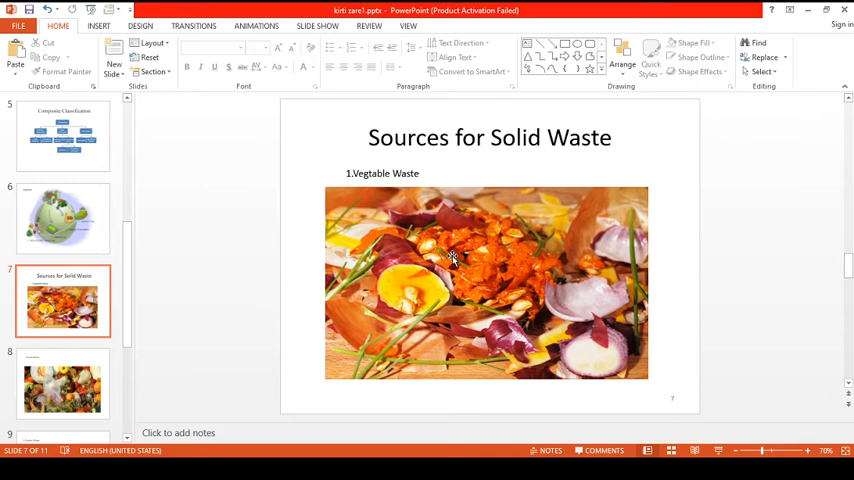 kirti zare1.pptx - PowerPoint (Product Activation Failed)
FILE HOME INSERT DESIGN TRANSITIONS ANIMATIONS SLIDE SHOW REVIEW VIEW Sign in
Paste Cut Copy Format Painter
Clipboard
New Slide Layout Reset Section
Slides
B I U S abc AV Aa A
Font
Text Direction
Align Text
Convert to SmartArt
Paragraph
Arrange Quick Styles Shape Fill Shape Outline Shape Effects
Drawing
Find
Replace
Select
Editing
5
Composite Classification
6
7
Sources for Solid Waste
8
9
Sources for Solid Waste
1.Vegtable Waste
7
Click to add notes
SLIDE 7 OF 11 ENGLISH (UNITED STATES) NOTES COMMENTS 70%